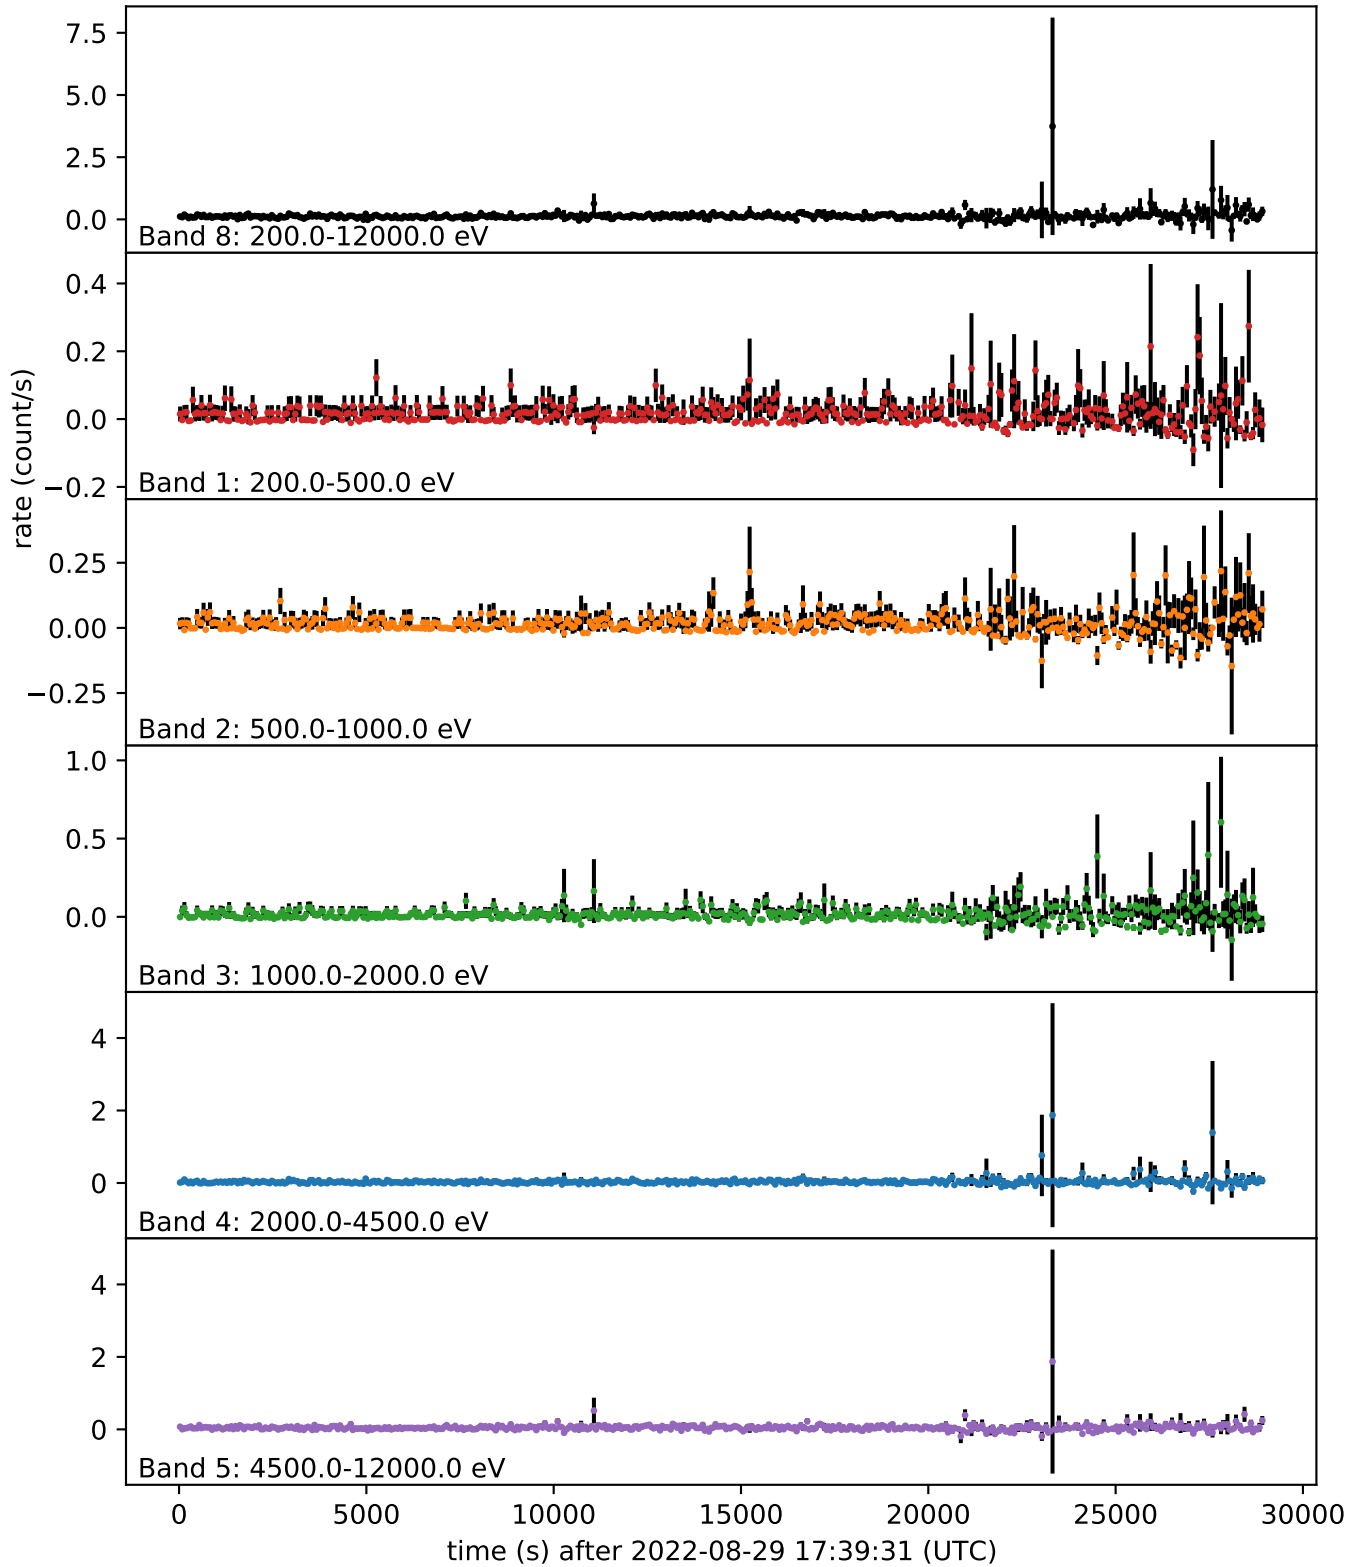 7.5
5.0
2.5
0.0
Band 8: 200.0-12000.0 eV
0.4
0.2
0.0
−0.2
Band 1: 200.0-500.0 eV
rate (count/s)
0.25
0.00
−0.25
Band 2: 500.0-1000.0 eV
1.0
0.5
0.0
Band 3: 1000.0-2000.0 eV
4
2
0
Band 4: 2000.0-4500.0 eV
4
2
0
Band 5: 4500.0-12000.0 eV
0 5000 10000 15000 20000 25000 30000
time (s) after 2022-08-29 17:39:31 (UTC)